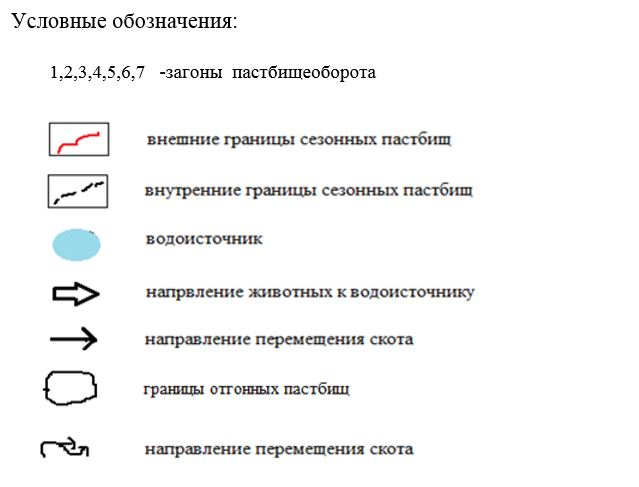 Условные обозначения:
1,2,3,4,5,6,7 -загоны пастбищеоборота
внешние границы сезонных пастбищ
внутренние границы сезонных пастбищ
водоисточник
напрвление животных к водоисточнику
направление перемещения скота
границы отгонных пастбищ
направление перемещения скота